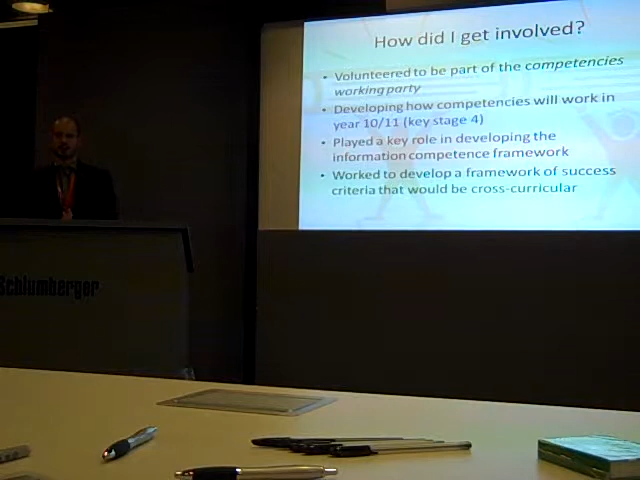 How did I get involved?
• Volunteered to be part of the competencies
working party
• Developing how competencies will work in
year 10/11 (key stage 4)
• Played a key role in developing the
information competence framework
• Worked to develop a framework of success
criteria that would be cross-curricular
Schlumberger